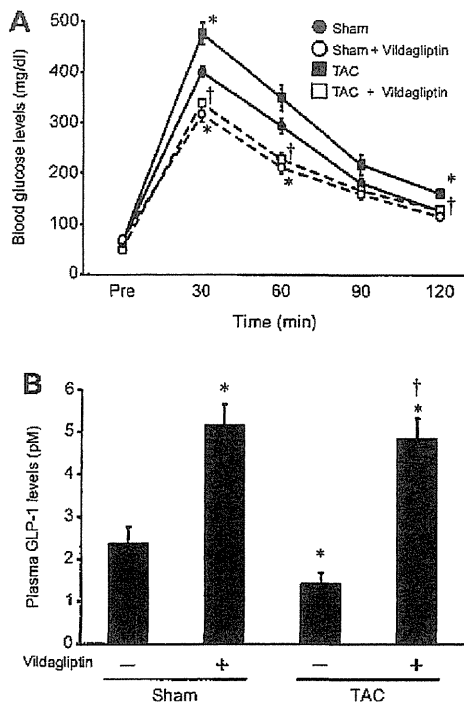 A
Blood glucose levels (mg/dl)
500
400
300
200
100
0
Sham
Sham + Vildagliptin
TAC
TAC + Vildagliptin
*
†
*
†
*
*
†
Pre 30 60 90 120
Time (min)
B
Plasma GLP-1 levels (pM)
6
5
4
3
2
1
0
*
*
†
*
Vildagliptin − + − +
Sham TAC